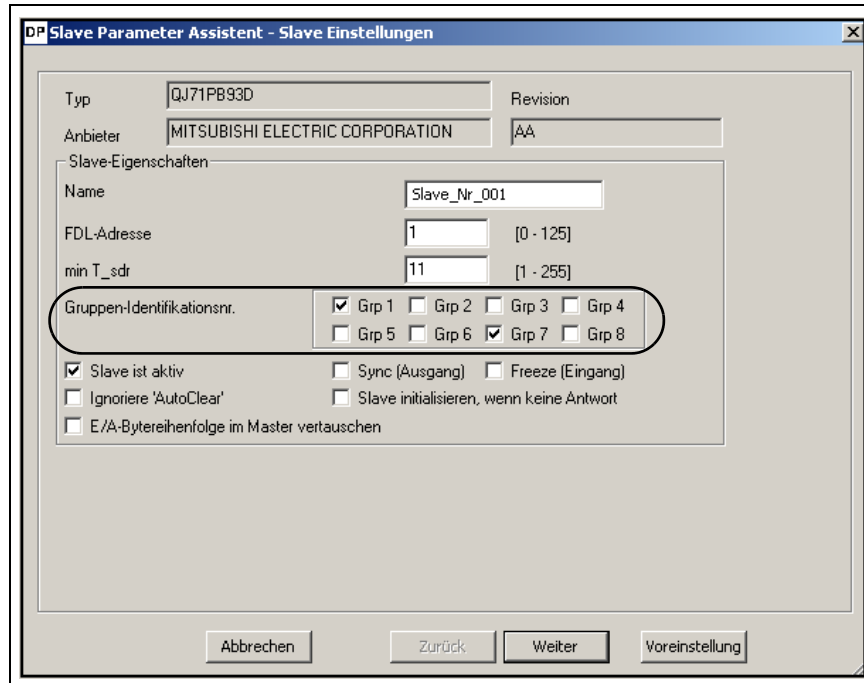 DP Slave Parameter Assistent - Slave Einstellungen
Typ QJ71PB93D Revision
Anbieter MITSUBISHI ELECTRIC CORPORATION AA
Slave-Eigenschaften
Name Slave_Nr_001
FDL-Adresse 1 [0 - 125]
min T_sdr 11 [1 - 255]
Gruppen-Identifikationsnr. Grp 1 Grp 2 Grp 3 Grp 4
Grp 5 Grp 6 Grp 7 Grp 8
Slave ist aktiv Sync (Ausgang) Freeze (Eingang)
Ignoriere 'AutoClear' Slave initialisieren, wenn keine Antwort
E/A-Bytereihenfolge im Master vertauschen
Abbrechen Zurück Weiter Voreinstellung